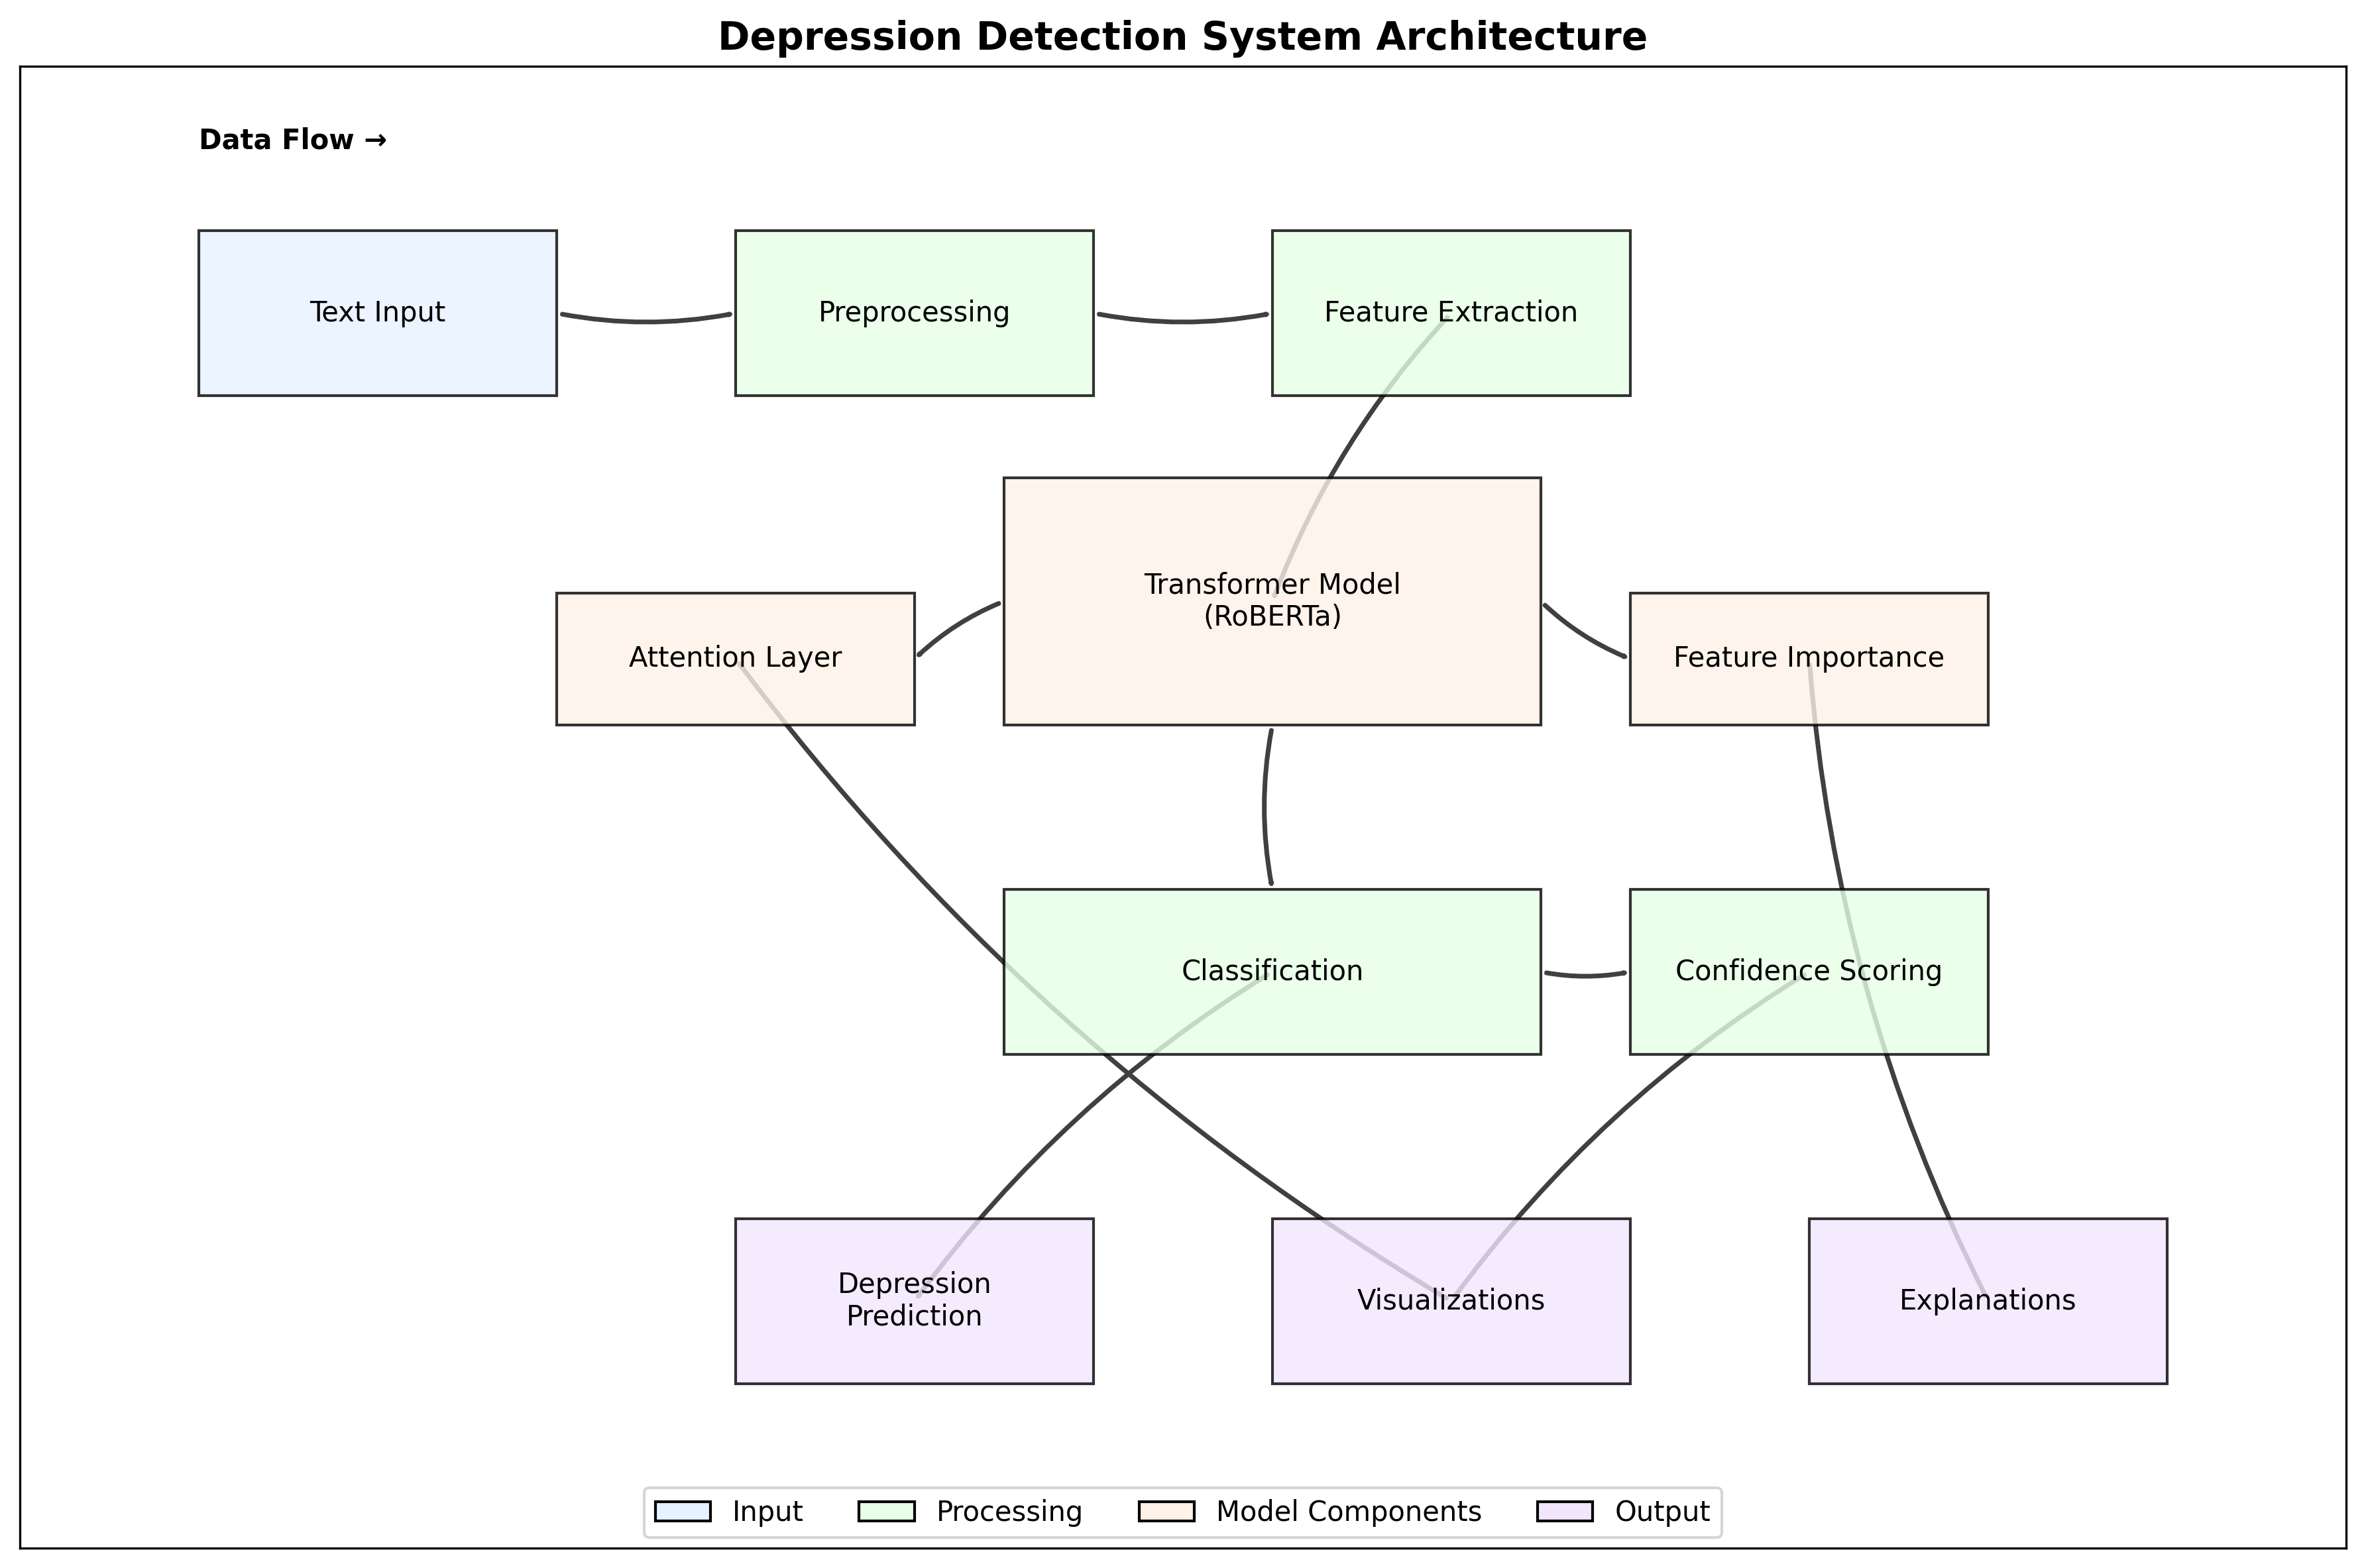 Depression Detection System Architecture
Data Flow →
Text Input
Preprocessing
Feature Extraction
Transformer Model
(RoBERTa)
Attention Layer
Feature Importance
Classification
Confidence Scoring
Depression
Prediction
Visualizations
Explanations
Input
Processing
Model Components
Output